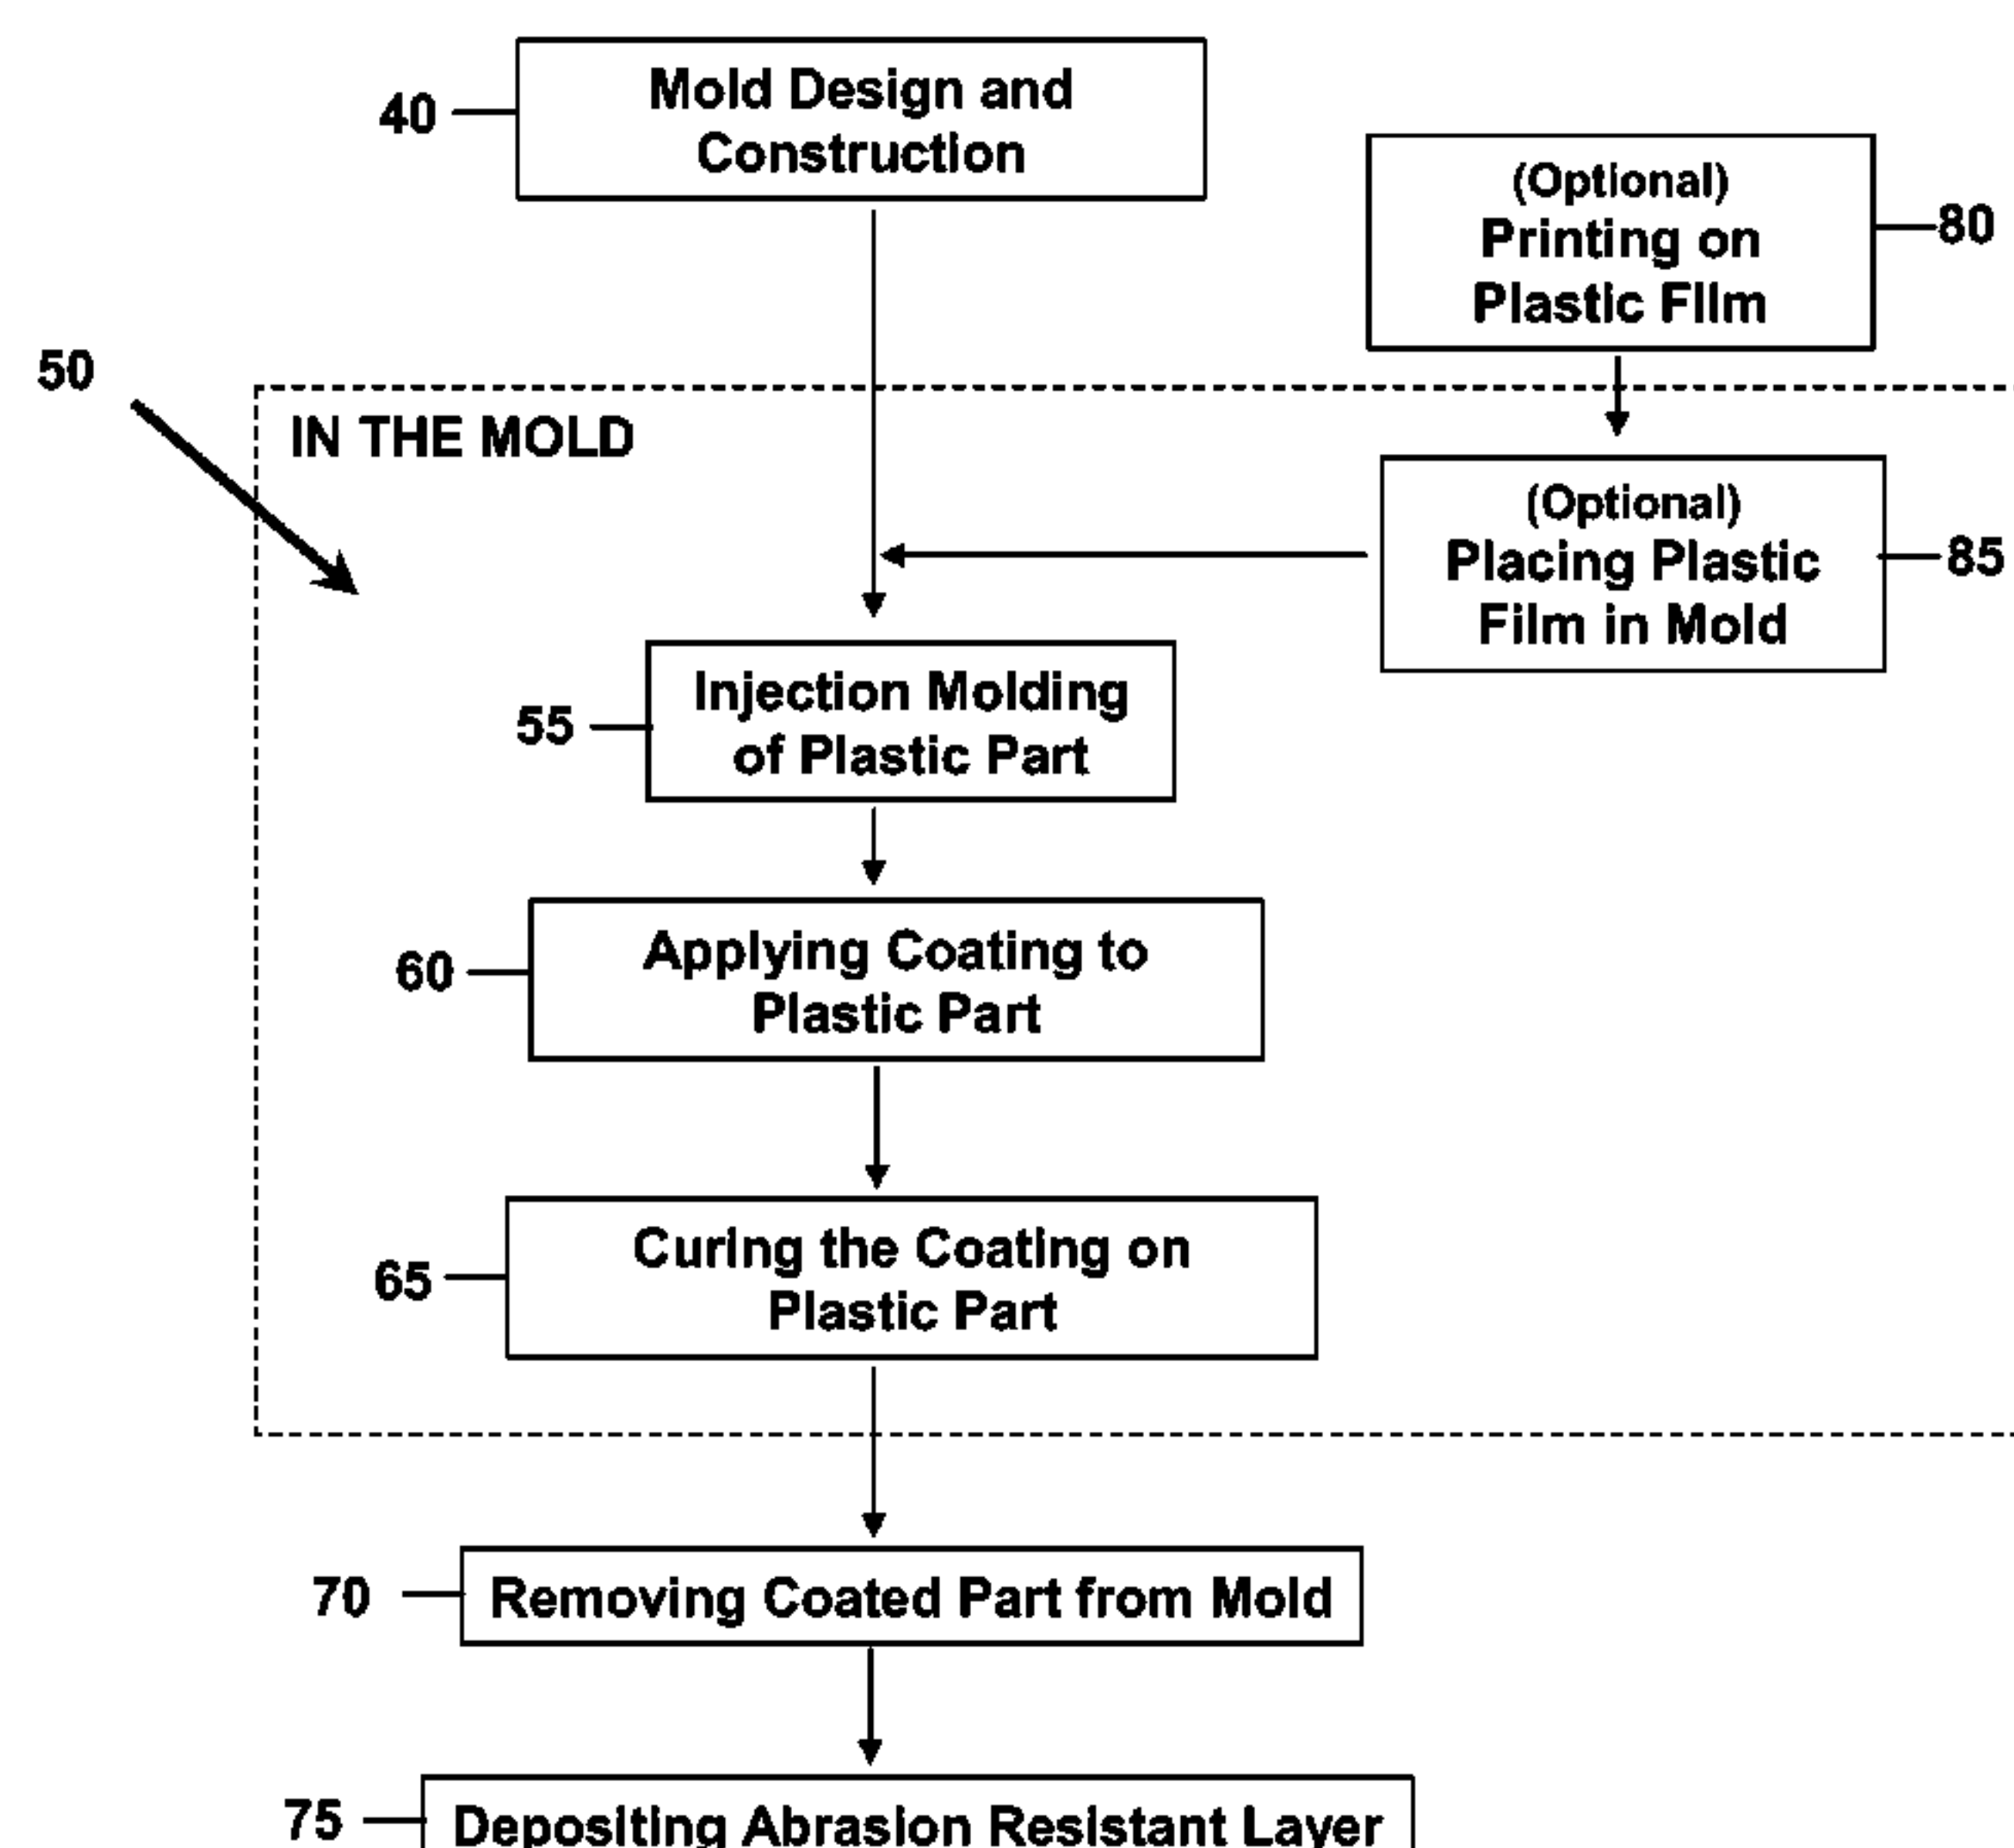 Mold Design and
Construction
40
(Optional)
Printing on
Plastic Film
80
50
IN THE MOLD
(Optional)
Placing Plastic
Film in Mold
85
Injection Molding
of Plastic Part
55
Applying Coating to
Plastic Part
60
Curing the Coating on
Plastic Part
65
70
Removing Coated Part from Mold
75
Depositing Abrasion Resistant Layer